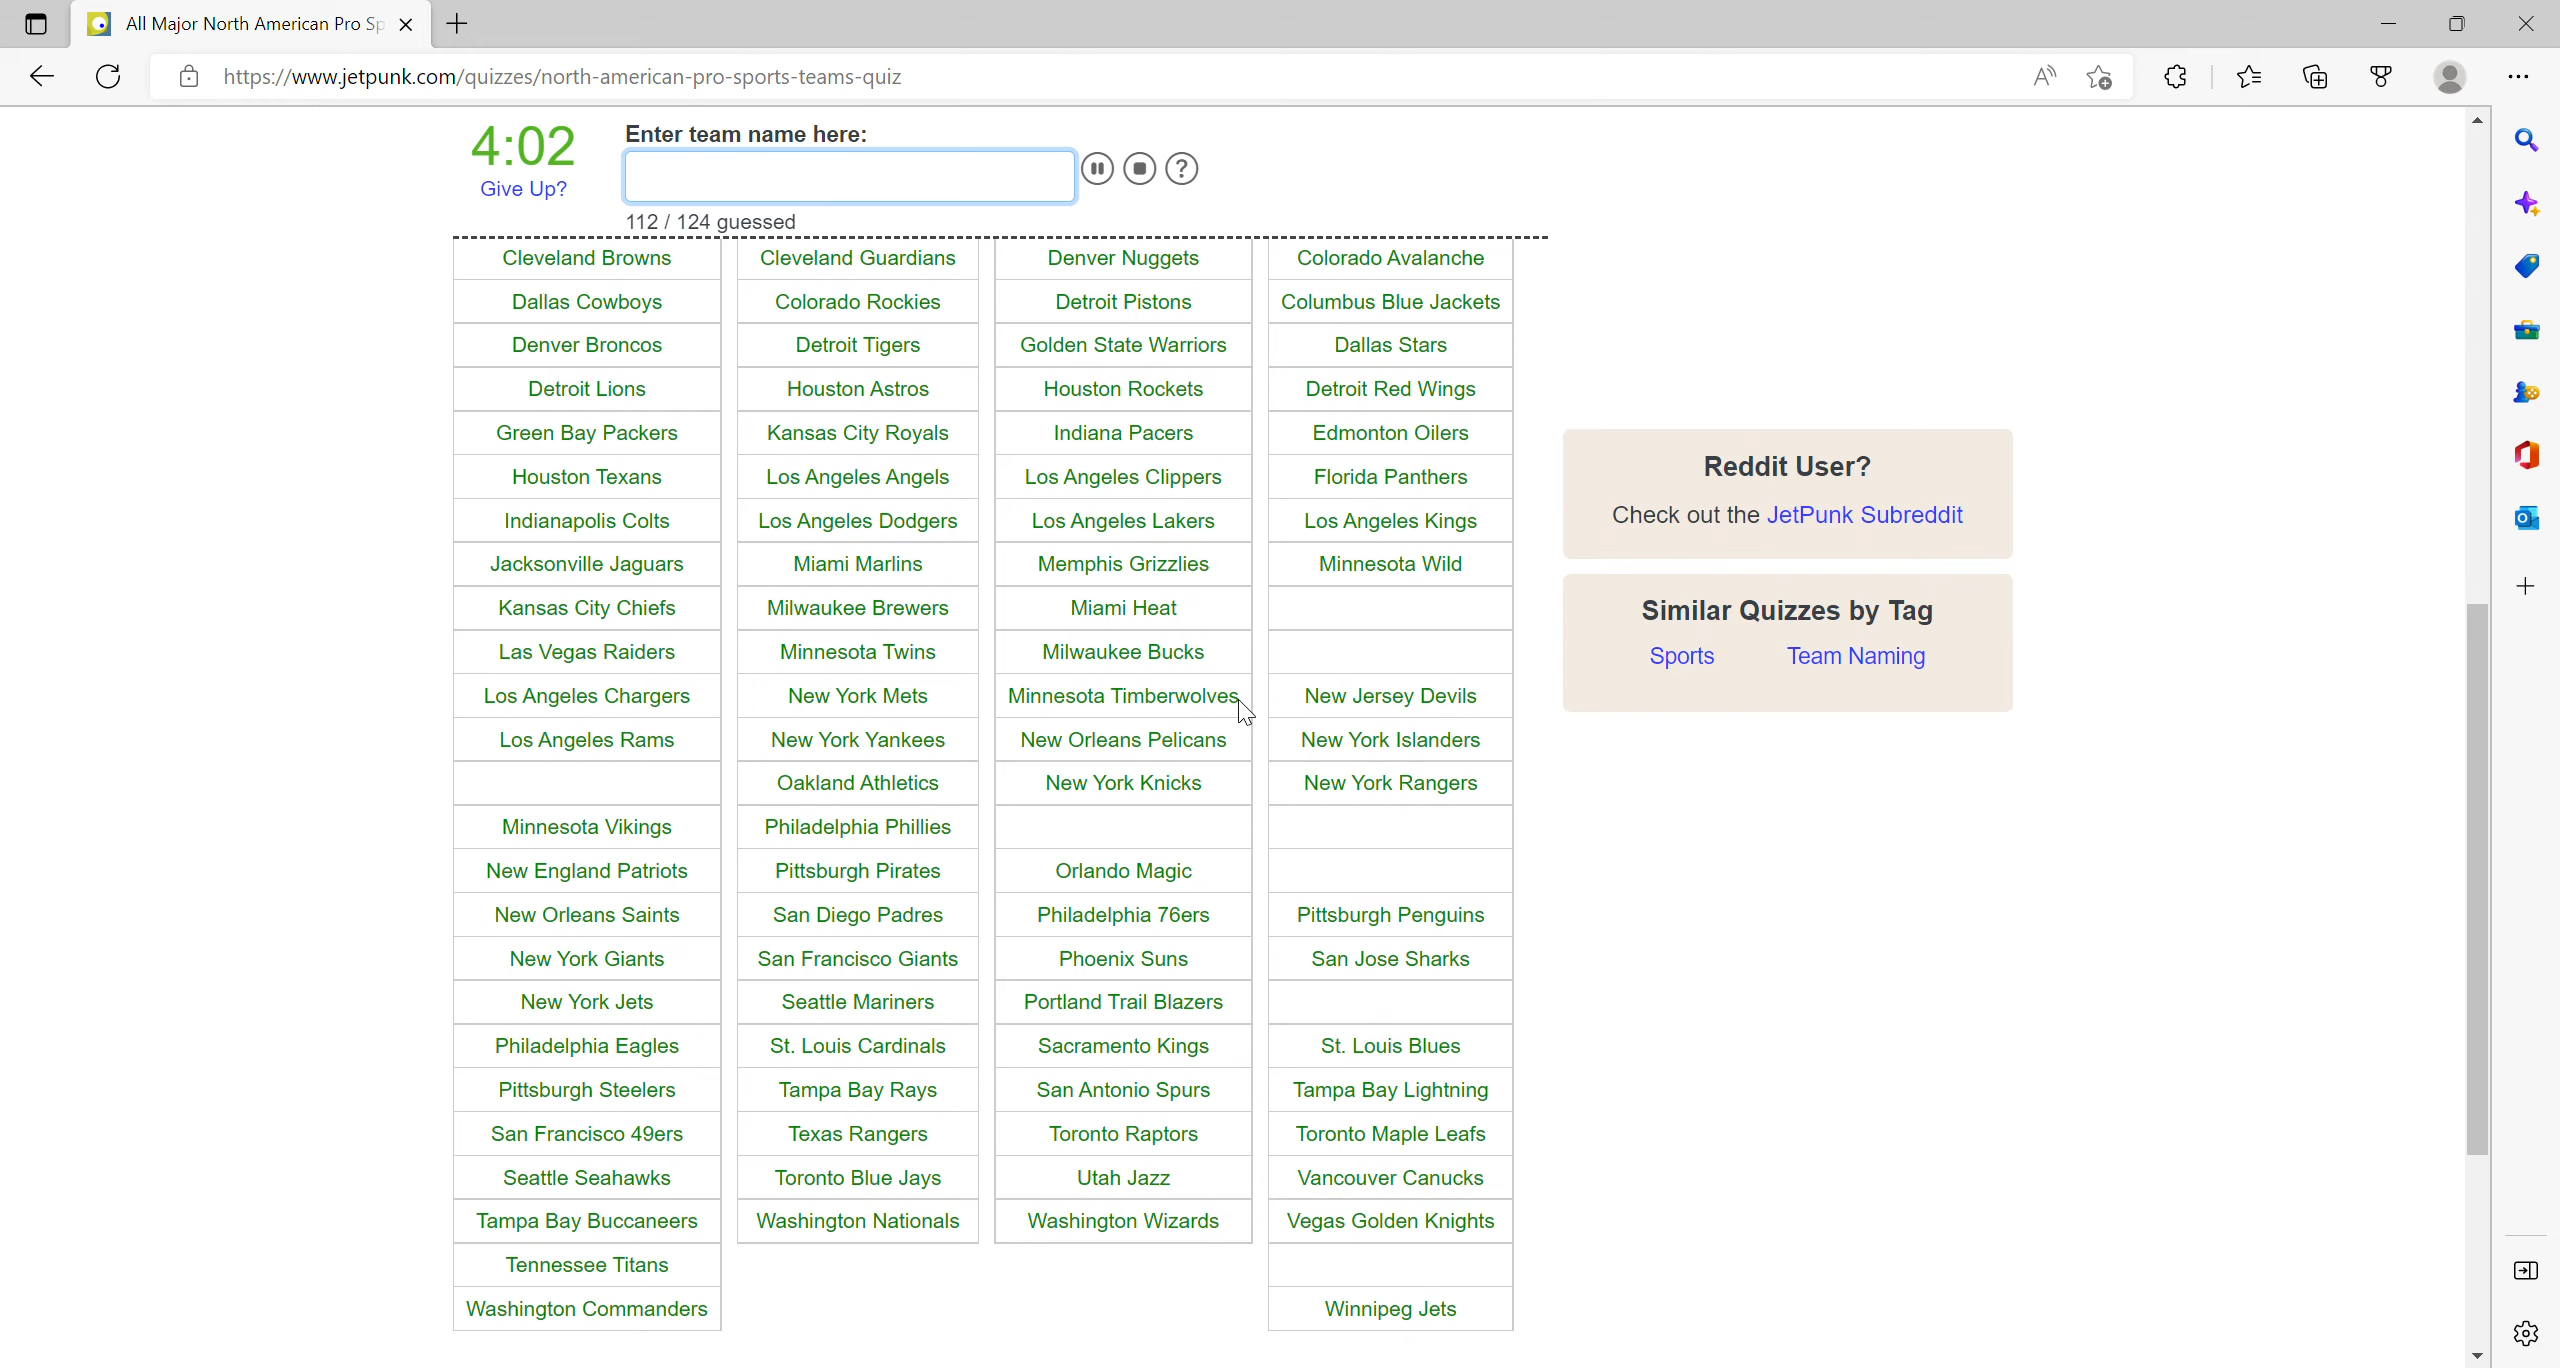 All Major North American Pro Sp
https://www.jetpunk.com/quizzes/north-american-pro-sports-teams-quiz
4:02
Give Up?
Enter team name here:
112 / 124 guessed
Cleveland Browns Cleveland Guardians Denver Nuggets Colorado Avalanche
Dallas Cowboys Colorado Rockies Detroit Pistons Columbus Blue Jackets
Denver Broncos Detroit Tigers Golden State Warriors Dallas Stars
Detroit Lions Houston Astros Houston Rockets Detroit Red Wings
Green Bay Packers Kansas City Royals Indiana Pacers Edmonton Oilers
Houston Texans Los Angeles Angels Los Angeles Clippers Florida Panthers
Indianapolis Colts Los Angeles Dodgers Los Angeles Lakers Los Angeles Kings
Jacksonville Jaguars Miami Marlins Memphis Grizzlies Minnesota Wild
Kansas City Chiefs Milwaukee Brewers Miami Heat
Las Vegas Raiders Minnesota Twins Milwaukee Bucks
Los Angeles Chargers New York Mets Minnesota Timberwolves New Jersey Devils
Los Angeles Rams New York Yankees New Orleans Pelicans New York Islanders
Oakland Athletics New York Knicks New York Rangers
Minnesota Vikings Philadelphia Phillies
New England Patriots Pittsburgh Pirates Orlando Magic
New Orleans Saints San Diego Padres Philadelphia 76ers Pittsburgh Penguins
New York Giants San Francisco Giants Phoenix Suns San Jose Sharks
New York Jets Seattle Mariners Portland Trail Blazers
Philadelphia Eagles St. Louis Cardinals Sacramento Kings St. Louis Blues
Pittsburgh Steelers Tampa Bay Rays San Antonio Spurs Tampa Bay Lightning
San Francisco 49ers Texas Rangers Toronto Raptors Toronto Maple Leafs
Seattle Seahawks Toronto Blue Jays Utah Jazz Vancouver Canucks
Tampa Bay Buccaneers Washington Nationals Washington Wizards Vegas Golden Knights
Tennessee Titans
Washington Commanders Winnipeg Jets
Reddit User?
Check out the JetPunk Subreddit
Similar Quizzes by Tag
Sports Team Naming